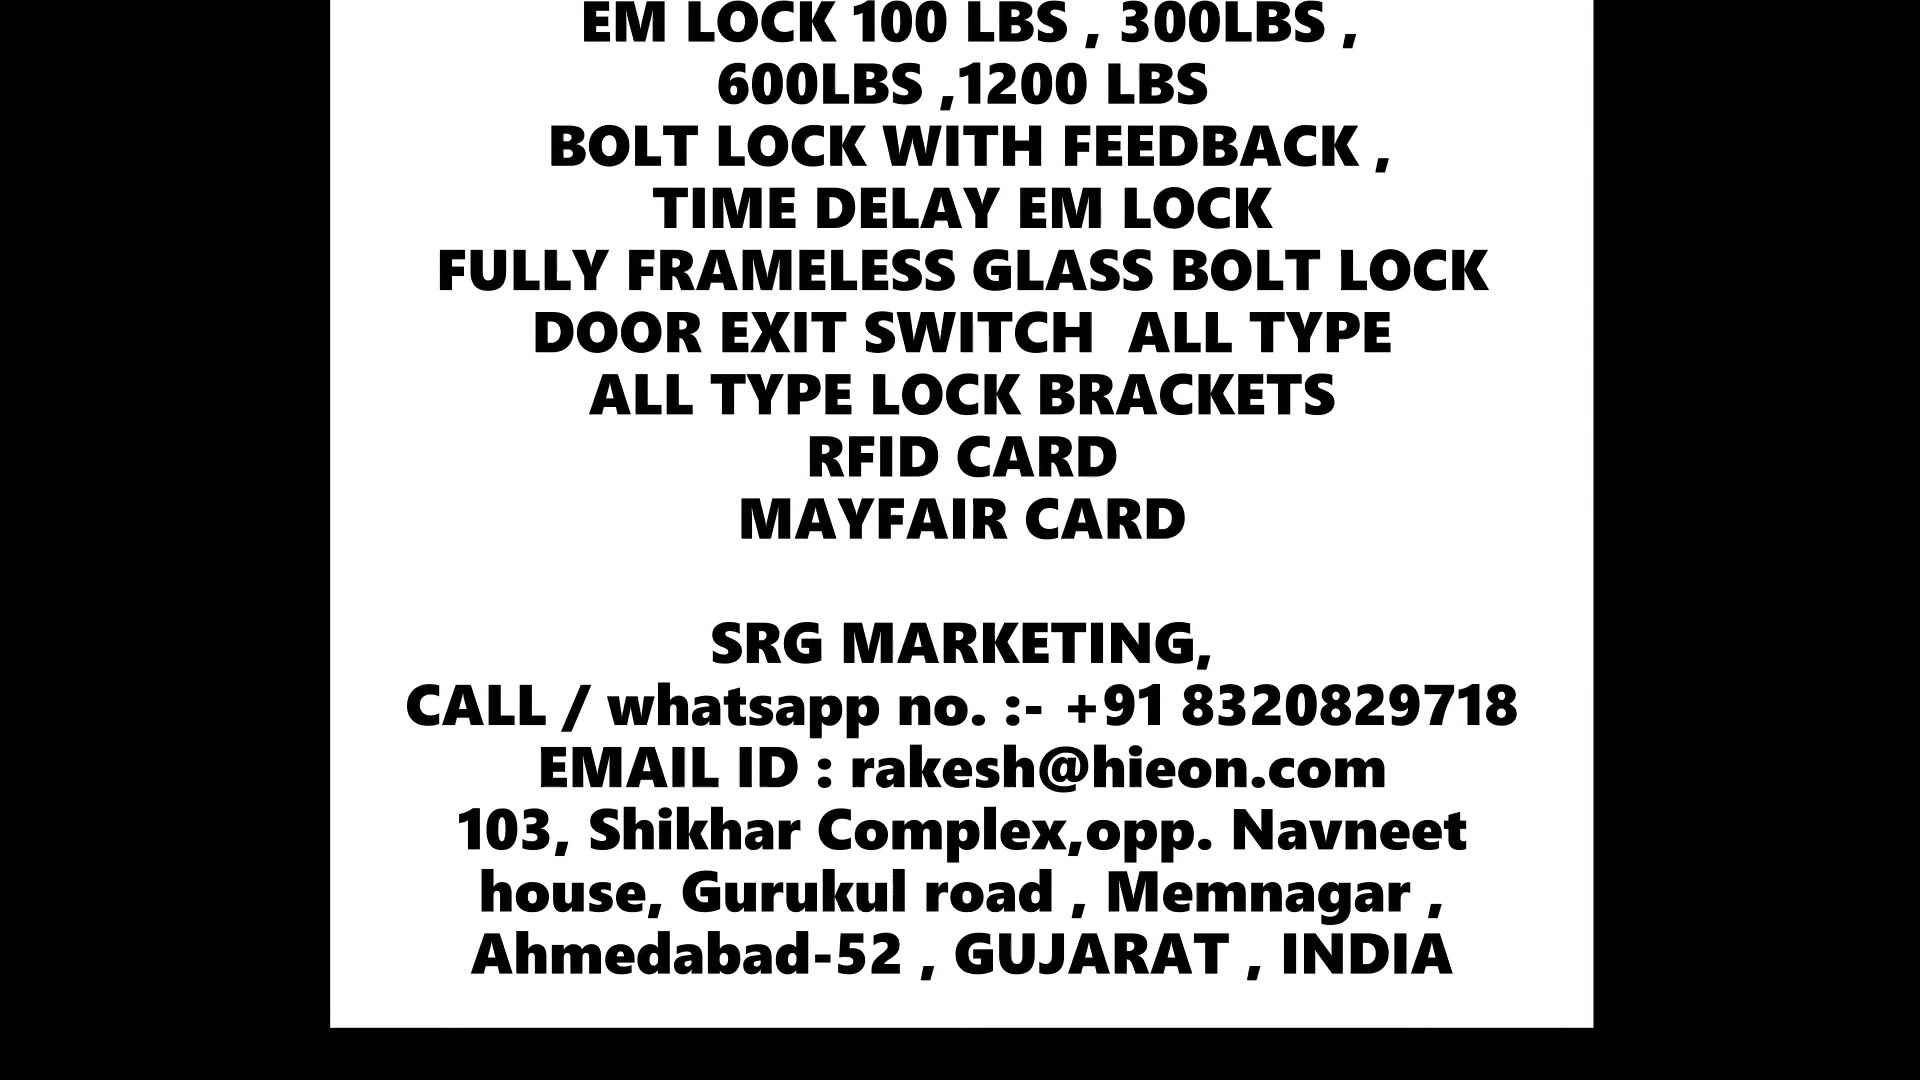 EM LOCK 100 LBS , 300LBS ,
600LBS ,1200 LBS
BOLT LOCK WITH FEEDBACK ,
TIME DELAY EM LOCK
FULLY FRAMELESS GLASS BOLT LOCK
DOOR EXIT SWITCH  ALL TYPE
ALL TYPE LOCK BRACKETS
RFID CARD
MAYFAIR CARD
SRG MARKETING,
CALL / whatsapp no. :- +91 8320829718
EMAIL ID : rakesh@hieon.com
103, Shikhar Complex,opp. Navneet
house, Gurukul road , Memnagar ,
Ahmedabad-52 , GUJARAT , INDIA